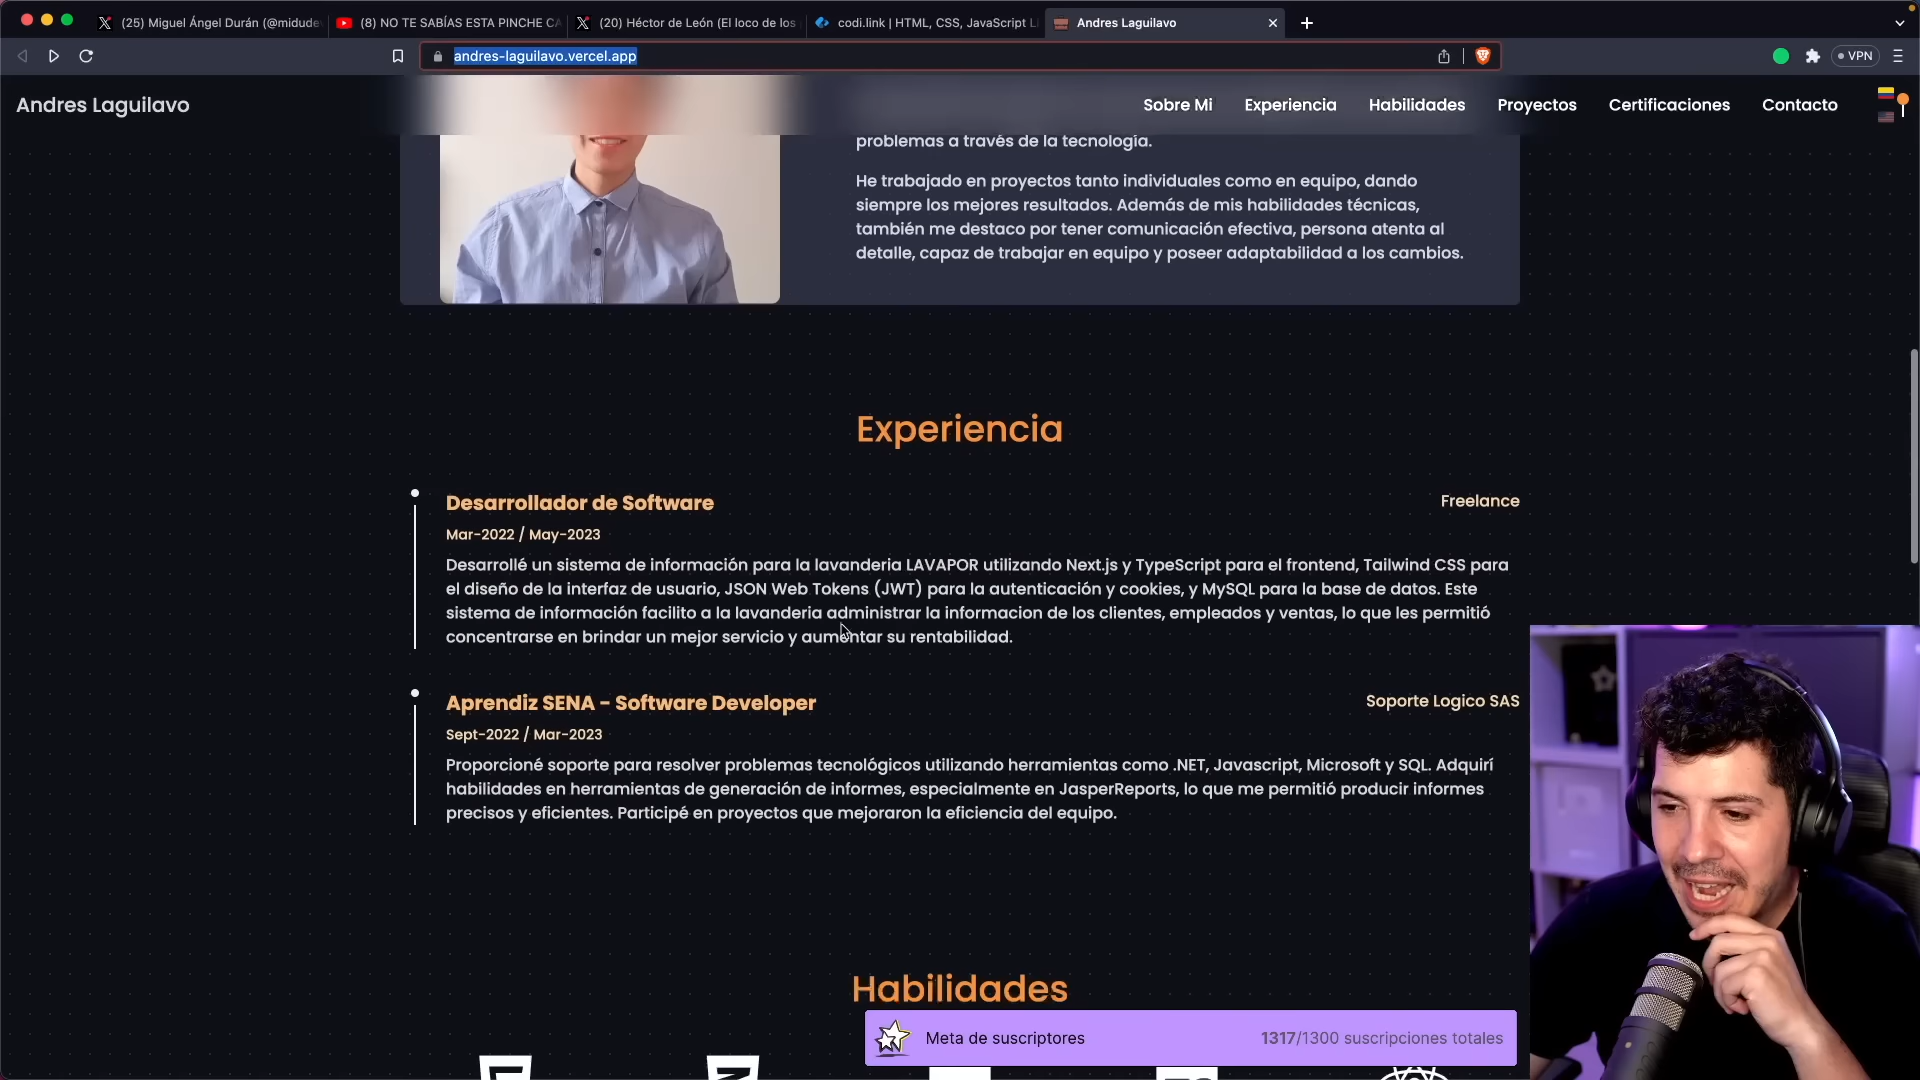 (25) Miguel Ángel Durán (@midude
(8) NO TE SABÍAS ESTA PINCHE CA
(20) Héctor de León (El loco de los
codi.link | HTML, CSS, JavaScript L
Andres Laguilavo
andres-laguilavo.vercel.app
VPN
Andres Laguilavo
Sobre Mi
Experiencia
Habilidades
Proyectos
Certificaciones
Contacto
problemas a través de la tecnología.
He trabajado en proyectos tanto individuales como en equipo, dando
siempre los mejores resultados. Además de mis habilidades técnicas,
también me destaco por tener comunicación efectiva, persona atenta al
detalle, capaz de trabajar en equipo y poseer adaptabilidad a los cambios.
Experiencia
Desarrollador de Software
Freelance
Mar-2022 / May-2023
Desarrollé un sistema de información para la lavanderia LAVAPOR utilizando Next.js y TypeScript para el frontend, Tailwind CSS para
el diseño de la interfaz de usuario, JSON Web Tokens (JWT) para la autenticación y cookies, y MySQL para la base de datos. Este
sistema de información facilito a la lavanderia administrar la informacion de los clientes, empleados y ventas, lo que les permitió
concentrarse en brindar un mejor servicio y aumentar su rentabilidad.
Aprendiz SENA - Software Developer
Soporte Logico SAS
Sept-2022 / Mar-2023
Proporcioné soporte para resolver problemas tecnológicos utilizando herramientas como .NET, Javascript, Microsoft y SQL. Adquirí
habilidades en herramientas de generación de informes, especialmente en JasperReports, lo que me permitió producir informes
precisos y eficientes. Participé en proyectos que mejoraron la eficiencia del equipo.
Habilidades
Meta de suscriptores
1317/1300 suscripciones totales